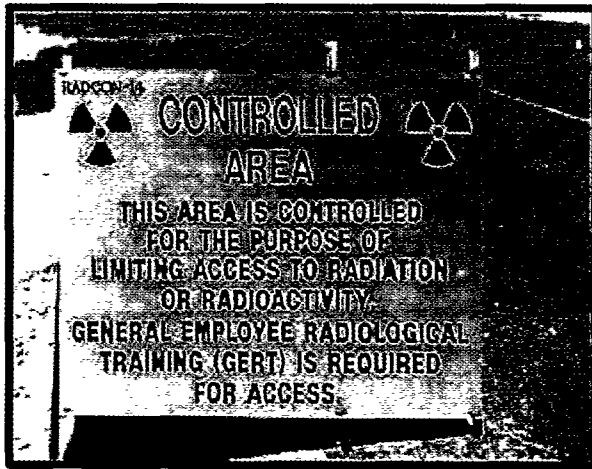 RADCON-14
CONTROLLED
AREA
THIS AREA IS CONTROLLED
FOR THE PURPOSE OF
LIMITING ACCESS TO RADIATION
OR RADIOACTIVITY.
GENERAL EMPLOYEE RADIOLOGICAL
TRAINING (GERT) IS REQUIRED
FOR ACCESS.